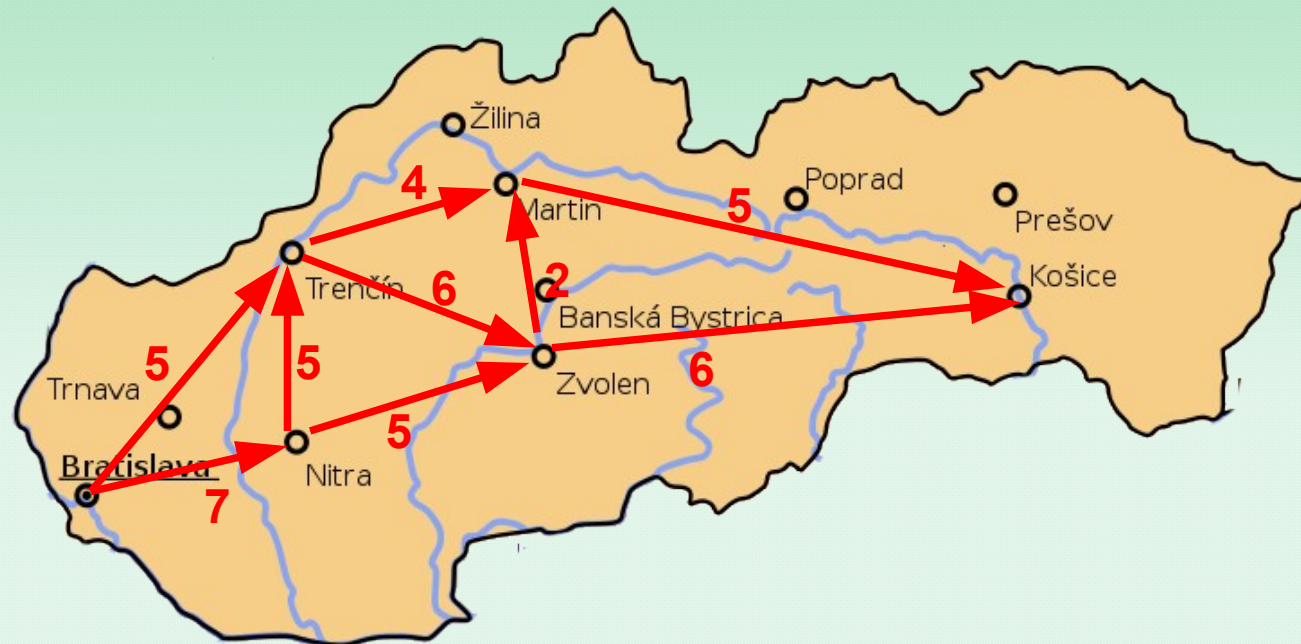 Žilina
Poprad
4
Martin
5
Prešov
Trenčín
6
2
Košice
Banská Bystrica
5
5
6
Trnava
Zvolen
5
Bratislava
Nitra
7